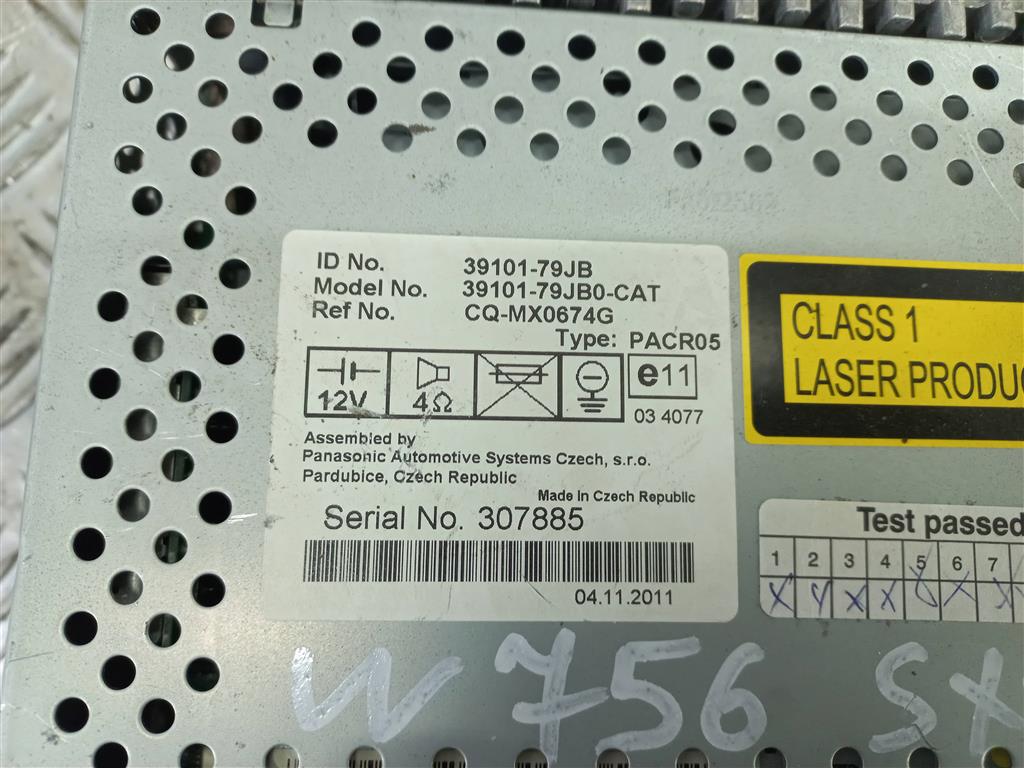 ID No. 39101-79JB
Model No. 39101-79JB0-CAT
Ref No. CQ-MX0674G
Type: PACR05
12V 4Ω e11
03 4077
Assembled by
Panasonic Automotive Systems Czech, s.r.o.
Pardubice, Czech Republic
Made in Czech Republic
Serial No. 307885
04.11.2011
CLASS 1
LASER PRODUC
Test passed
1 2 3 4 5 6 7
W 756 SX